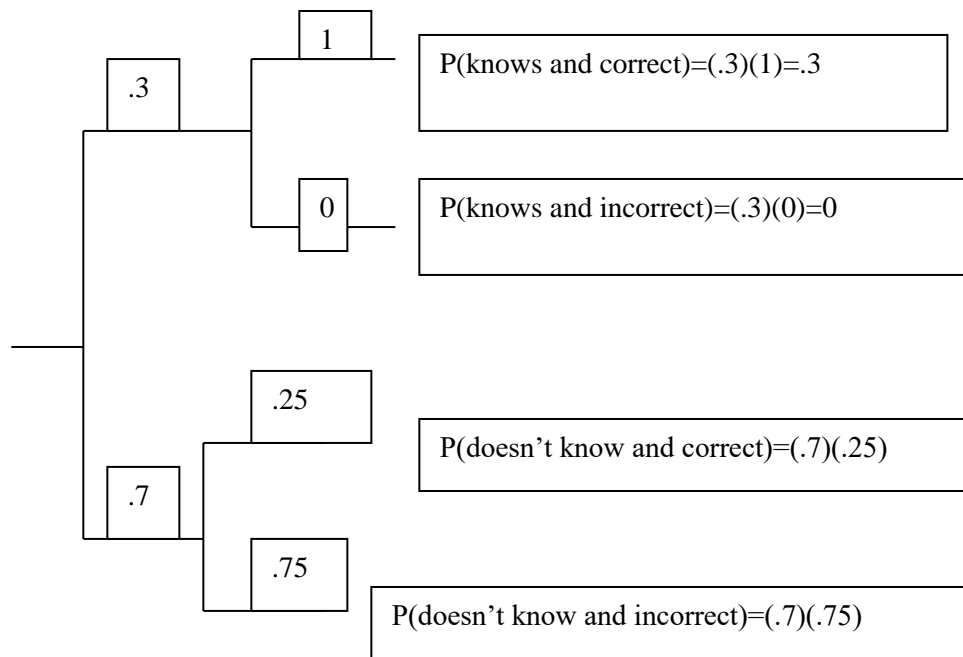 1
P(knows and correct)=(.3)(1)=.3
.3
0
P(knows and incorrect)=(.3)(0)=0
.25
P(doesn’t know and correct)=(.7)(.25)
.7
.75
P(doesn’t know and incorrect)=(.7)(.75)